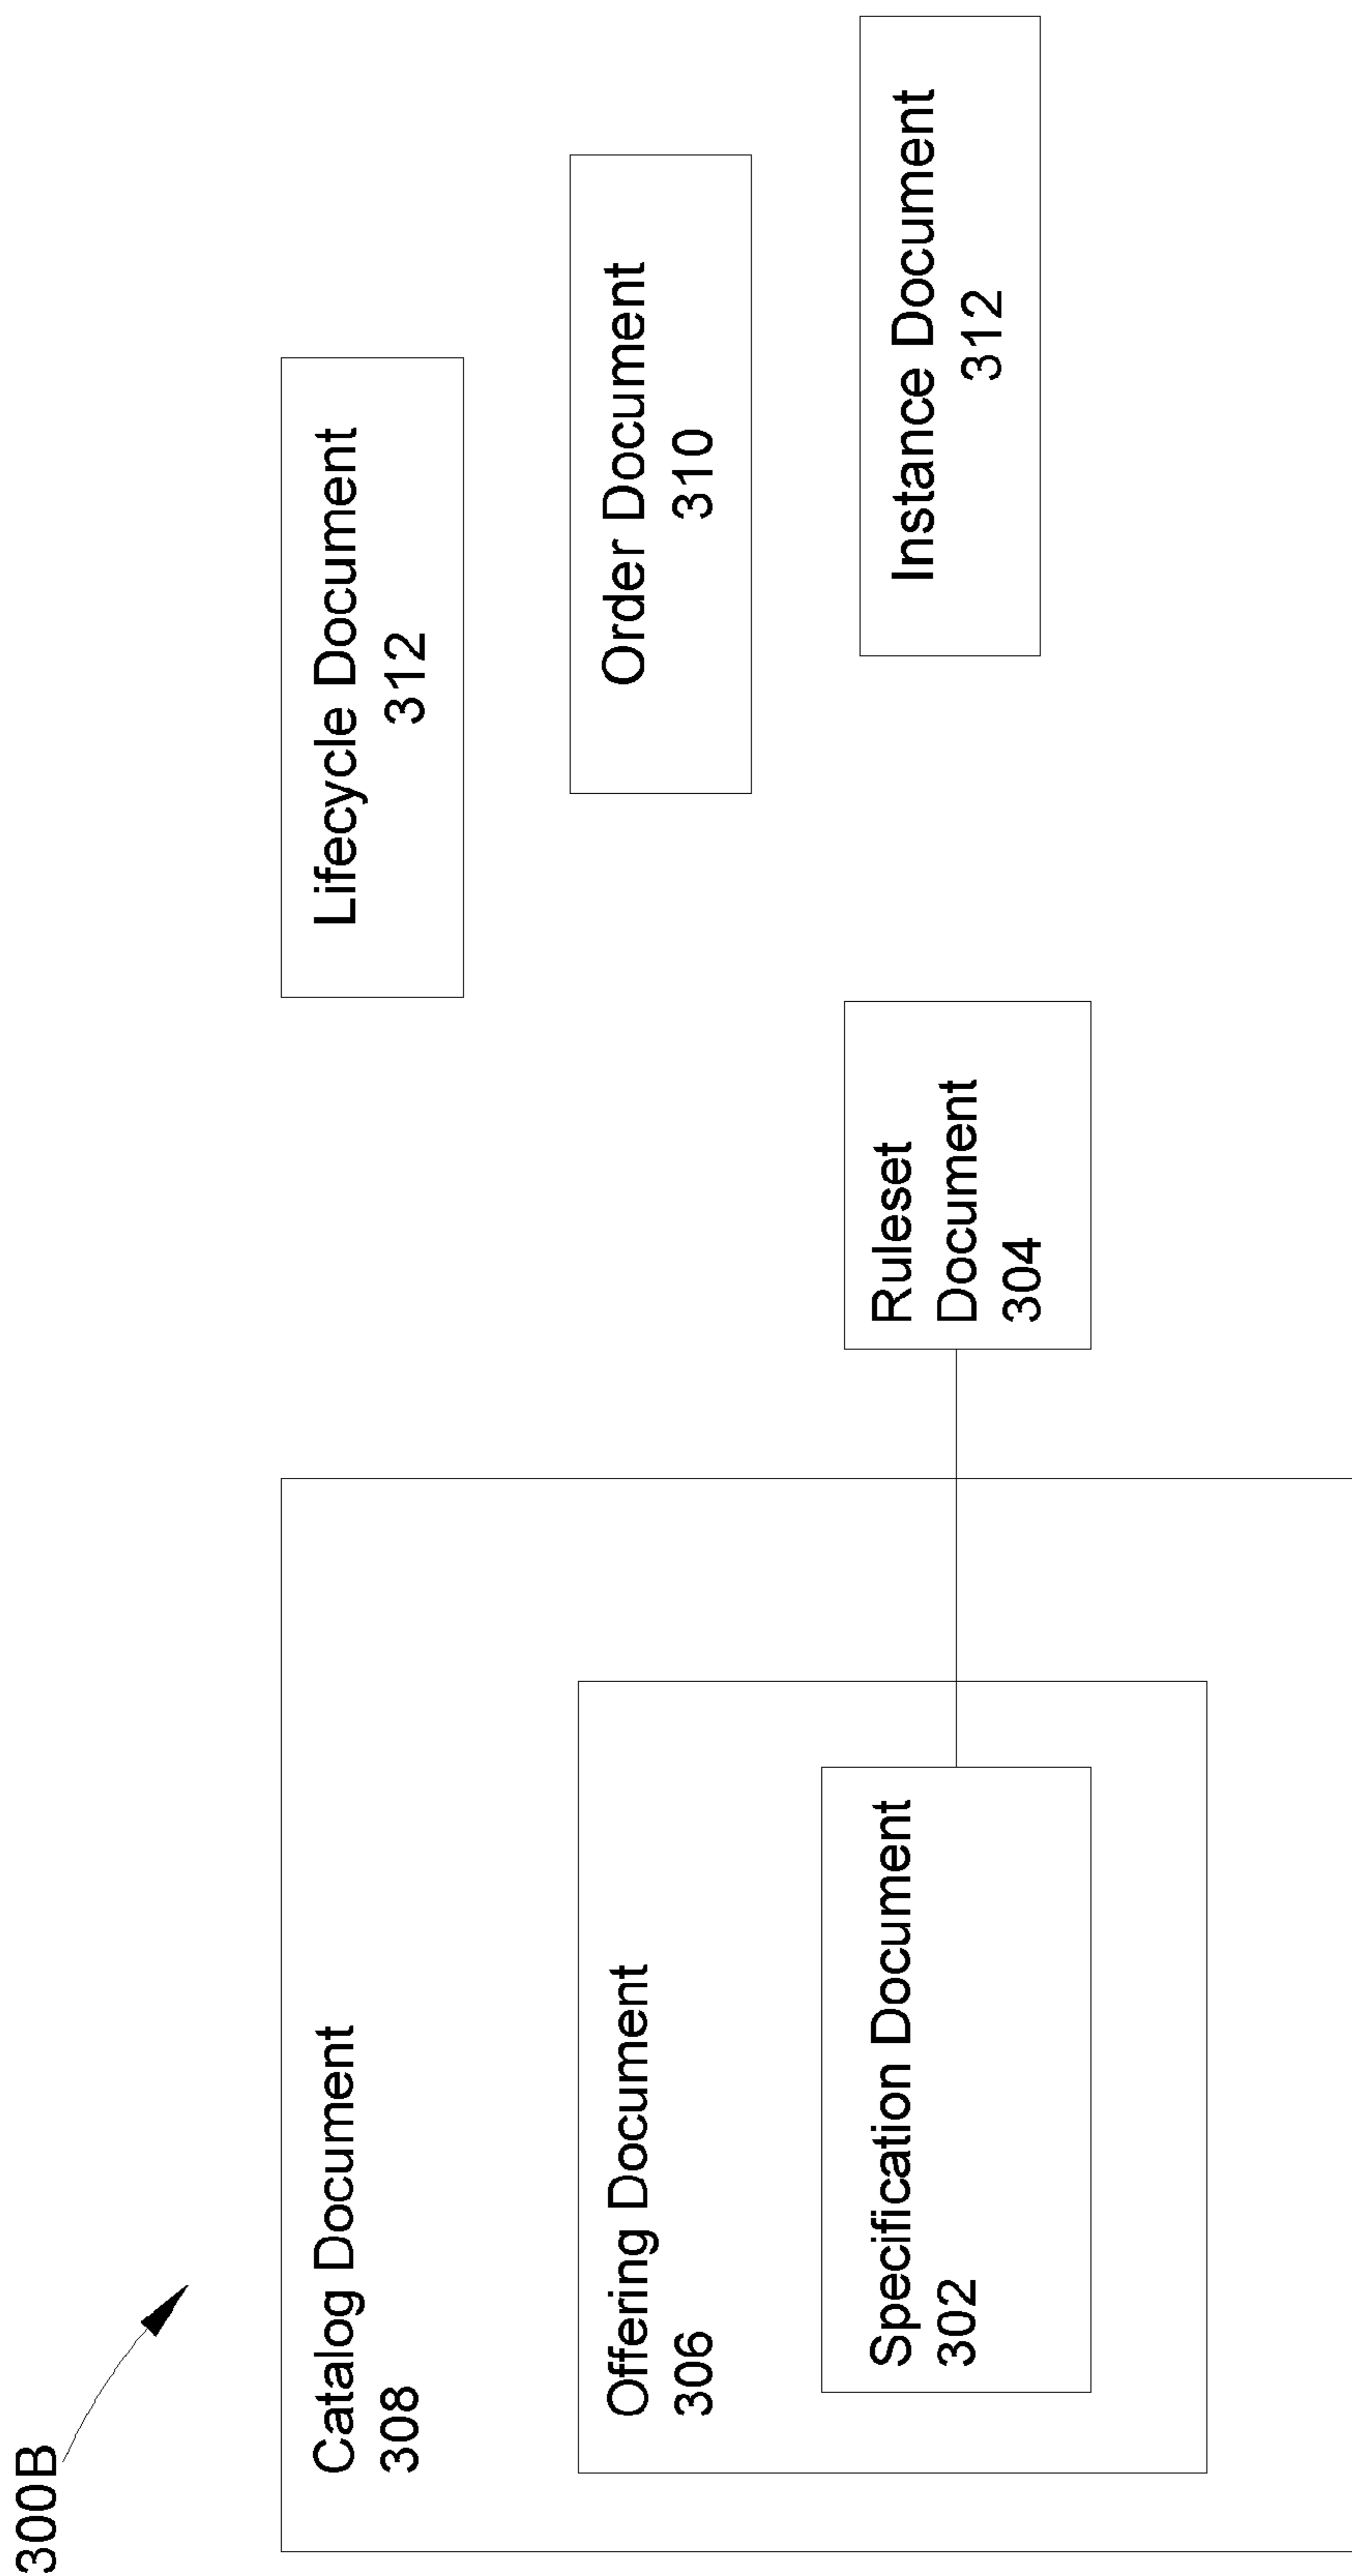 300B
Catalog Document
308
Offering Document
306
Specification Document
302
Ruleset
Document
304
Lifecycle Document
312
Order Document
310
Instance Document
312